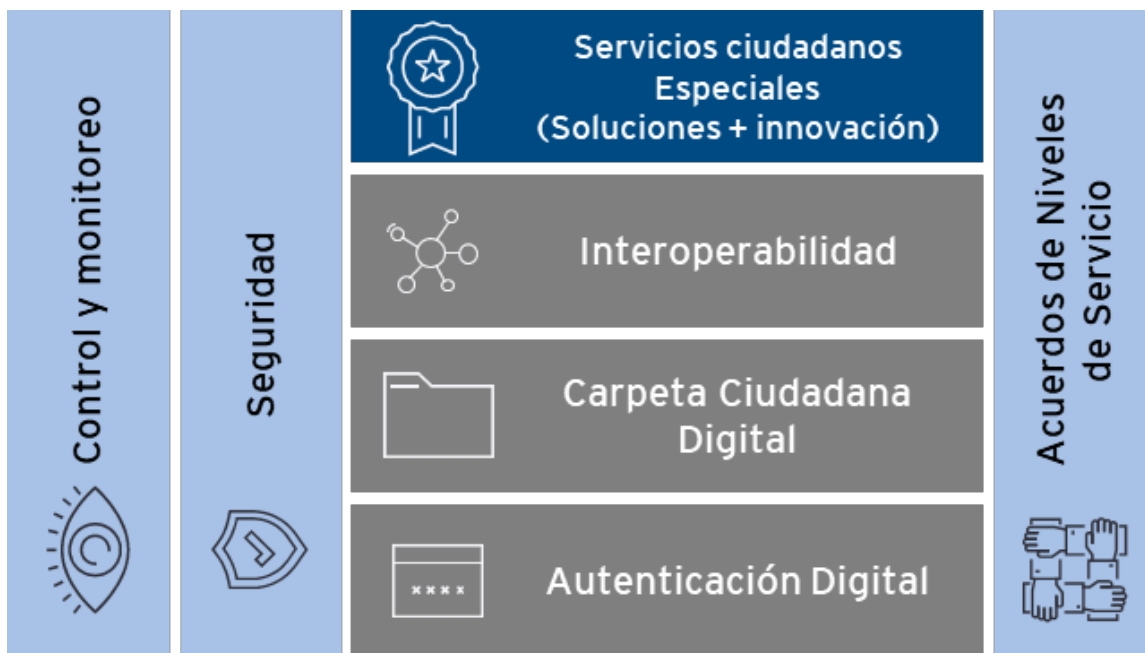 Control y monitoreo
Seguridad
Servicios ciudadanos
Especiales
(Soluciones + innovación)
Interoperabilidad
Carpeta Ciudadana
Digital
Autenticación Digital
Acuerdos de Niveles
de Servicio